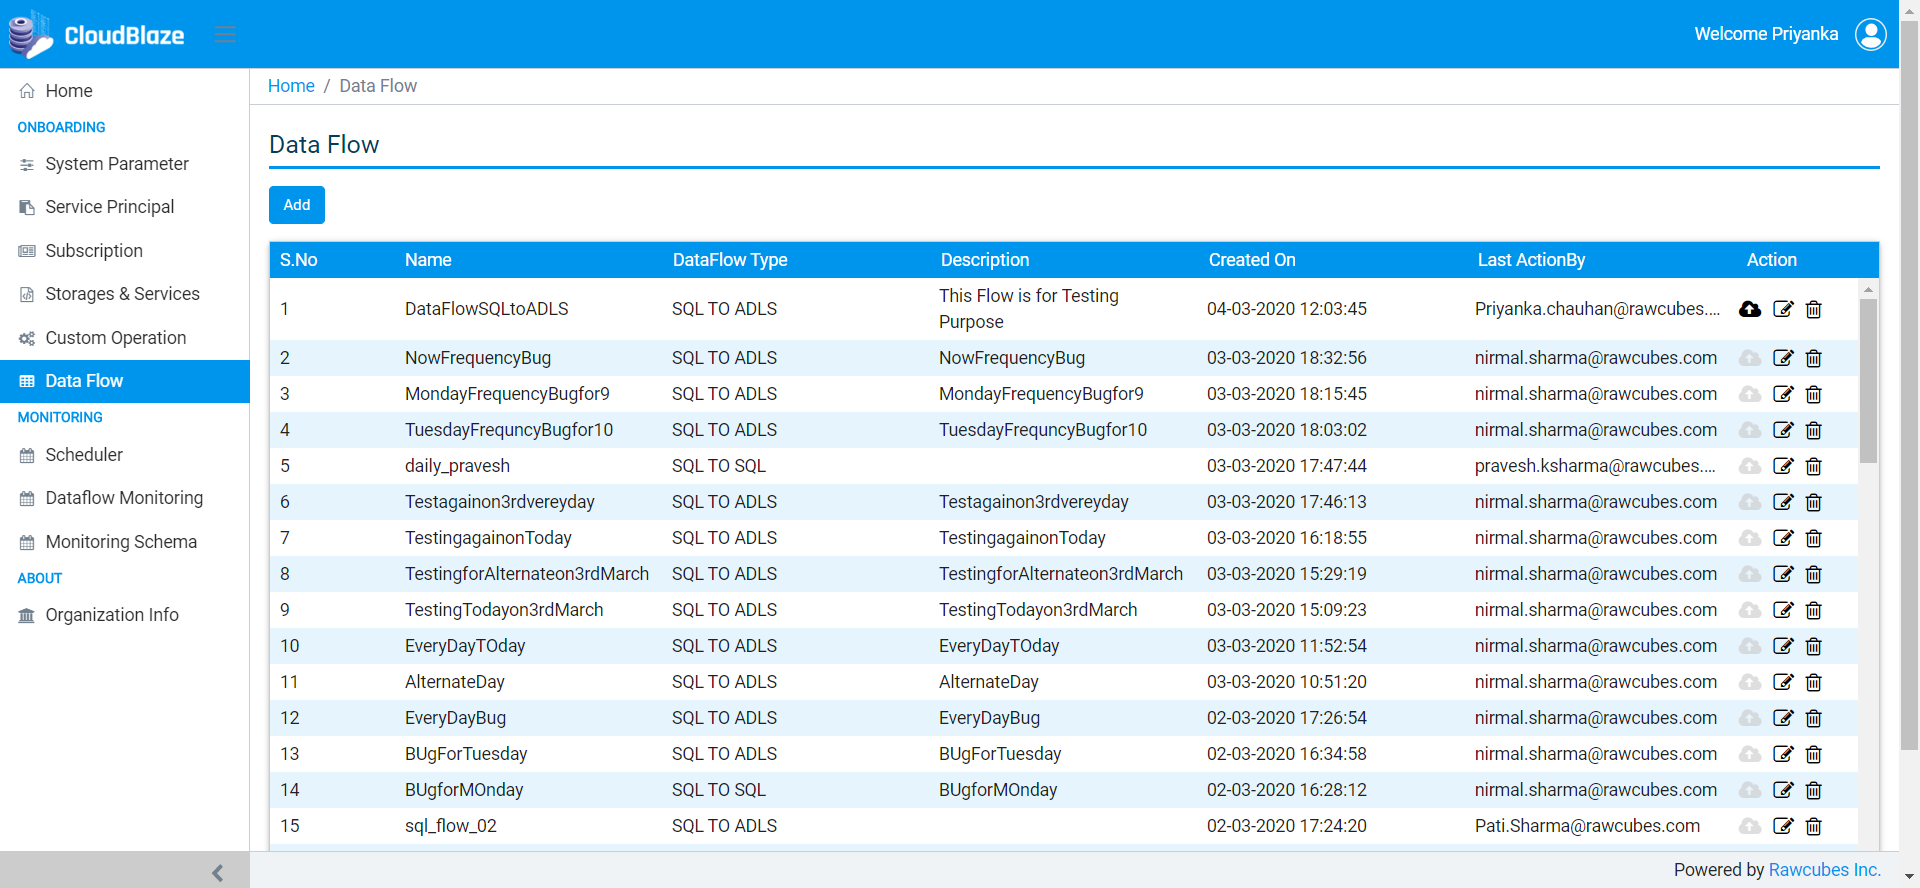 CloudBlaze
Welcome Priyanka
Home
ONBOARDING
System Parameter
Service Principal
Subscription
Storages & Services
Custom Operation
Data Flow
MONITORING
Scheduler
Dataflow Monitoring
Monitoring Schema
ABOUT
Organization Info
Home / Data Flow
Data Flow
Add
S.No Name DataFlow Type Description Created On Last ActionBy Action
1 DataFlowSQLtoADLS SQL TO ADLS This Flow is for Testing Purpose 04-03-2020 12:03:45 Priyanka.chauhan@rawcubes....
2 NowFrequencyBug SQL TO ADLS NowFrequencyBug 03-03-2020 18:32:56 nirmal.sharma@rawcubes.com
3 MondayFrequencyBugfor9 SQL TO ADLS MondayFrequencyBugfor9 03-03-2020 18:15:45 nirmal.sharma@rawcubes.com
4 TuesdayFrequncyBugfor10 SQL TO ADLS TuesdayFrequncyBugfor10 03-03-2020 18:03:02 nirmal.sharma@rawcubes.com
5 daily_pravesh SQL TO SQL 03-03-2020 17:47:44 pravesh.ksharma@rawcubes....
6 Testagainon3rdvereyday SQL TO ADLS Testagainon3rdvereyday 03-03-2020 17:46:13 nirmal.sharma@rawcubes.com
7 TestingagainonToday SQL TO ADLS TestingagainonToday 03-03-2020 16:18:55 nirmal.sharma@rawcubes.com
8 TestingforAlternateon3rdMarch SQL TO ADLS TestingforAlternateon3rdMarch 03-03-2020 15:29:19 nirmal.sharma@rawcubes.com
9 TestingTodayon3rdMarch SQL TO ADLS TestingTodayon3rdMarch 03-03-2020 15:09:23 nirmal.sharma@rawcubes.com
10 EveryDayTOday SQL TO ADLS EveryDayTOday 03-03-2020 11:52:54 nirmal.sharma@rawcubes.com
11 AlternateDay SQL TO ADLS AlternateDay 03-03-2020 10:51:20 nirmal.sharma@rawcubes.com
12 EveryDayBug SQL TO ADLS EveryDayBug 02-03-2020 17:26:54 nirmal.sharma@rawcubes.com
13 BUgForTuesday SQL TO ADLS BUgForTuesday 02-03-2020 16:34:58 nirmal.sharma@rawcubes.com
14 BUgforMOnday SQL TO SQL BUgforMOnday 02-03-2020 16:28:12 nirmal.sharma@rawcubes.com
15 sql_flow_02 SQL TO ADLS 02-03-2020 17:24:20 Pati.Sharma@rawcubes.com
Powered by Rawcubes Inc.